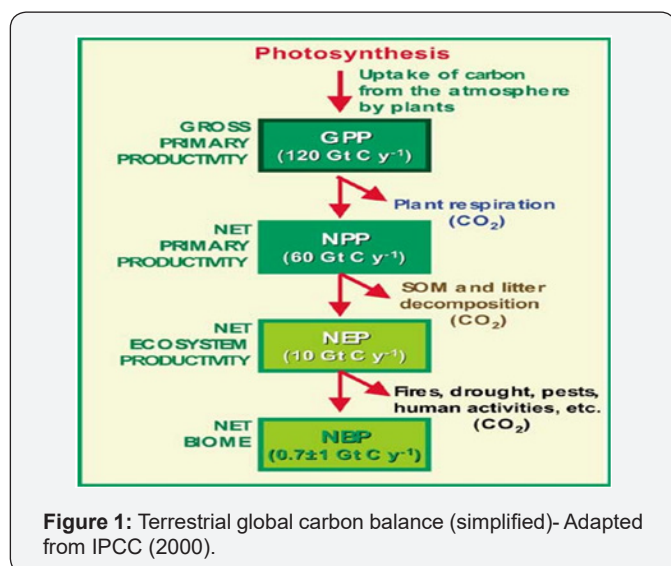 Photosynthesis
Uptake of carbon
from the atmosphere
by plants
GROSS
PRIMARY
PRODUCTIVITY
GPP
(120 Gt C y⁻¹)
Plant respiration
(CO₂)
NET
PRIMARY
PRODUCTIVITY
NPP
(60 Gt C y⁻¹)
SOM and litter
decomposition
(CO₂)
NET
ECOSYSTEM
PRODUCTIVITY
NEP
(10 Gt C y⁻¹)
Fires, drought, pests,
human activities, etc.
(CO₂)
NET
BIOME
NBP
(0.7±1 Gt C y⁻¹)
Figure 1: Terrestrial global carbon balance (simplified)- Adapted
from IPCC (2000).